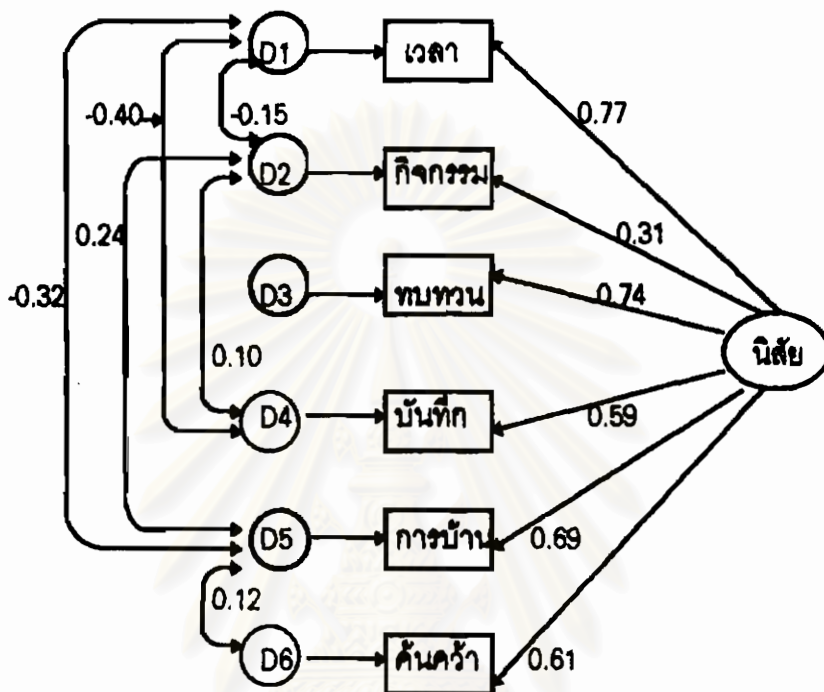 D1
เวลา
-0.40
-0.15
0.77
D2
กิจกรรม
0.24
0.31
-0.32
D3
ทบทวน
0.74
นิสัย
0.10
D4
บันทึก
0.59
D5
การบ้าน
0.69
0.12
D6
ค้นคว้า
0.61